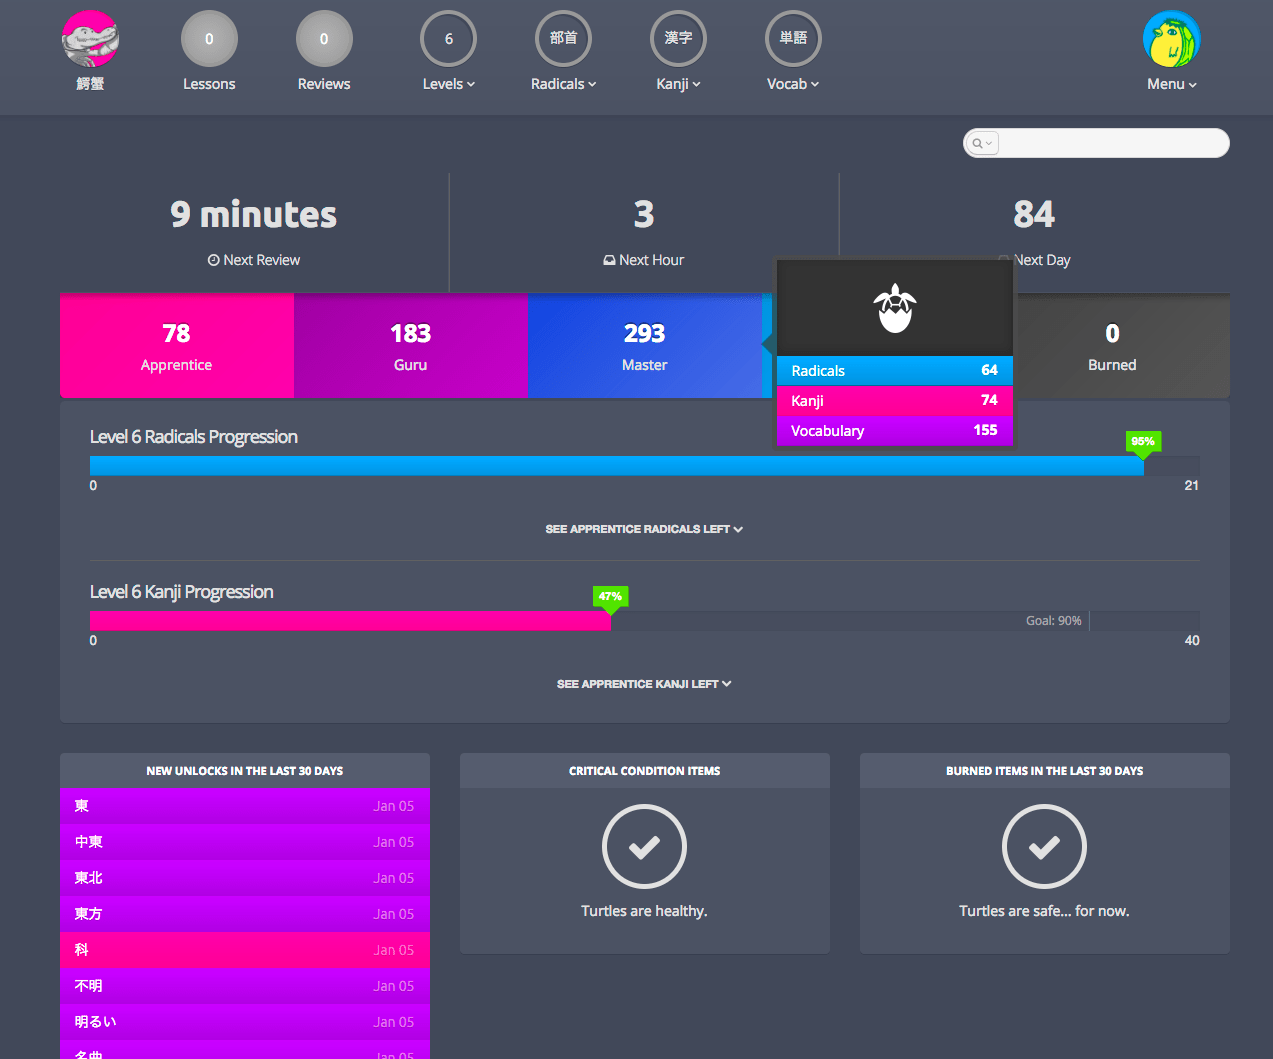 鰐蟹
0
Lessons
0
Reviews
6
Levels
部首
Radicals
漢字
Kanji
単語
Vocab
Menu
9 minutes
Next Review
3
Next Hour
84
Next Day
78
Apprentice
183
Guru
293
Master
Radicals 64
Kanji 74
Vocabulary 155
0
Burned
Level 6 Radicals Progression
95%
0 21
SEE APPRENTICE RADICALS LEFT
Level 6 Kanji Progression
47%
Goal: 90%
0 40
SEE APPRENTICE KANJI LEFT
NEW UNLOCKS IN THE LAST 30 DAYS
東 Jan 05
中東 Jan 05
東北 Jan 05
東方 Jan 05
科 Jan 05
不明 Jan 05
明るい Jan 05
名曲 Jan 05
CRITICAL CONDITION ITEMS
Turtles are healthy.
BURNED ITEMS IN THE LAST 30 DAYS
Turtles are safe... for now.